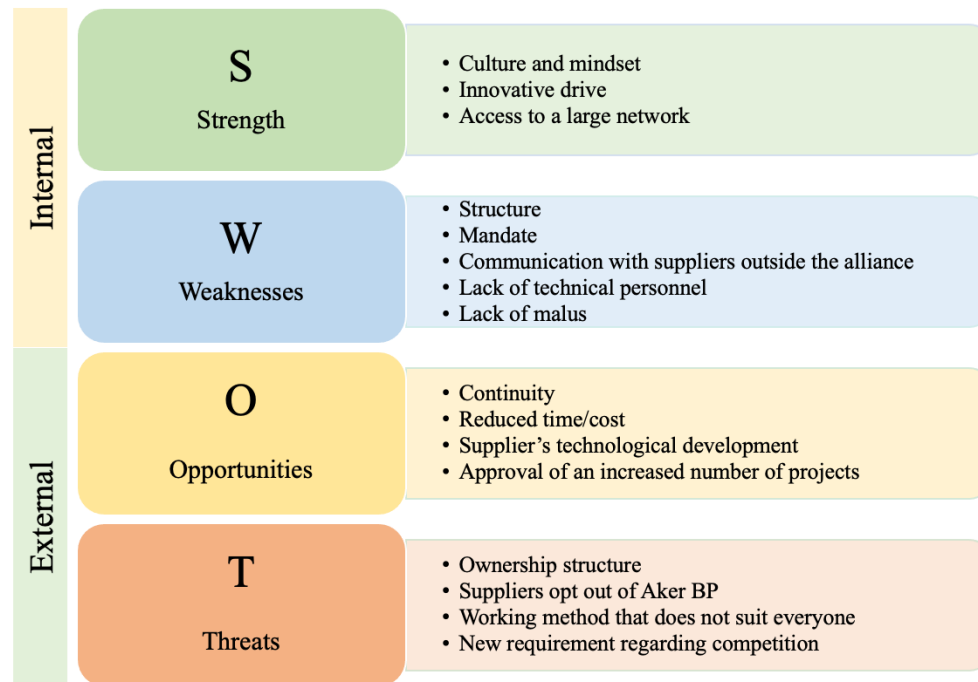 Internal
S
Strength
• Culture and mindset
• Innovative drive
• Access to a large network
W
Weaknesses
• Structure
• Mandate
• Communication with suppliers outside the alliance
• Lack of technical personnel
• Lack of malus
External
O
Opportunities
• Continuity
• Reduced time/cost
• Supplier’s technological development
• Approval of an increased number of projects
T
Threats
• Ownership structure
• Suppliers opt out of Aker BP
• Working method that does not suit everyone
• New requirement regarding competition